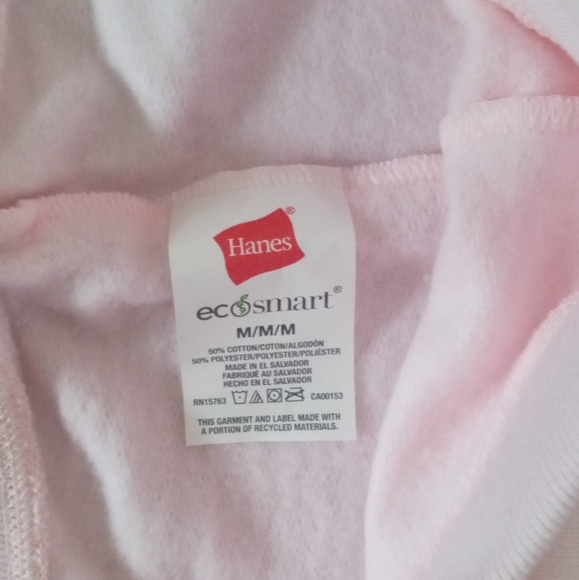 Hanes®
ecosmart®
M/M/M
50% COTTON/COTON/ALGODÓN
50% POLYESTER/POLYESTER/POLIÉSTER
MADE IN EL SALVADOR
FABRIQUÉ AU SALVADOR
HECHO EN EL SALVADOR
RN15763 CA00153
THIS GARMENT AND LABEL MADE WITH
A PORTION OF RECYCLED MATERIALS.